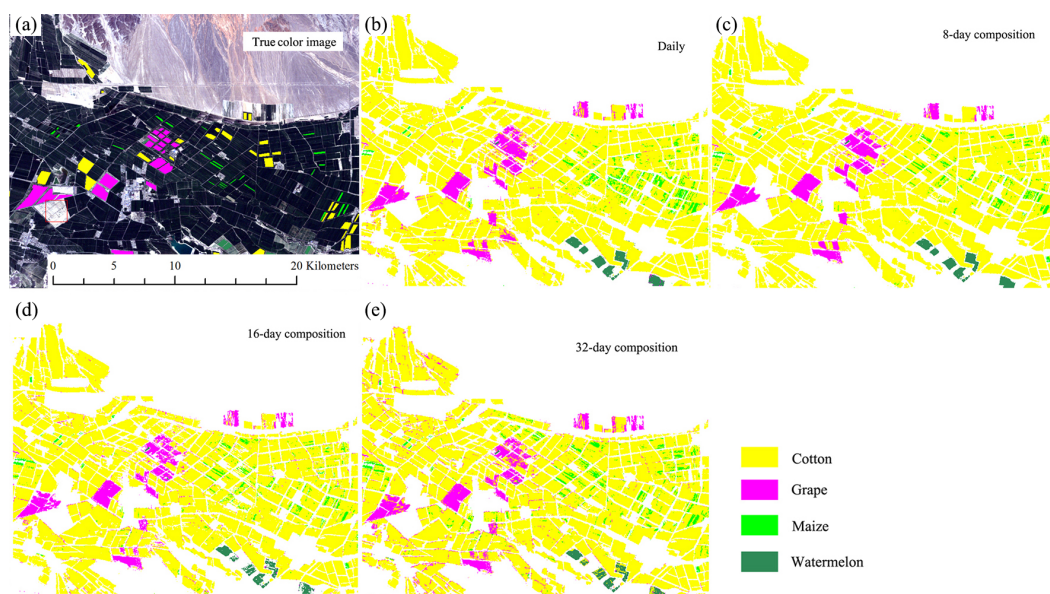 (a)
True color image
0 5 10 20 Kilometers
(b)
Daily
(c)
8-day composition
(d)
16-day composition
(e)
32-day composition
Cotton
Grape
Maize
Watermelon